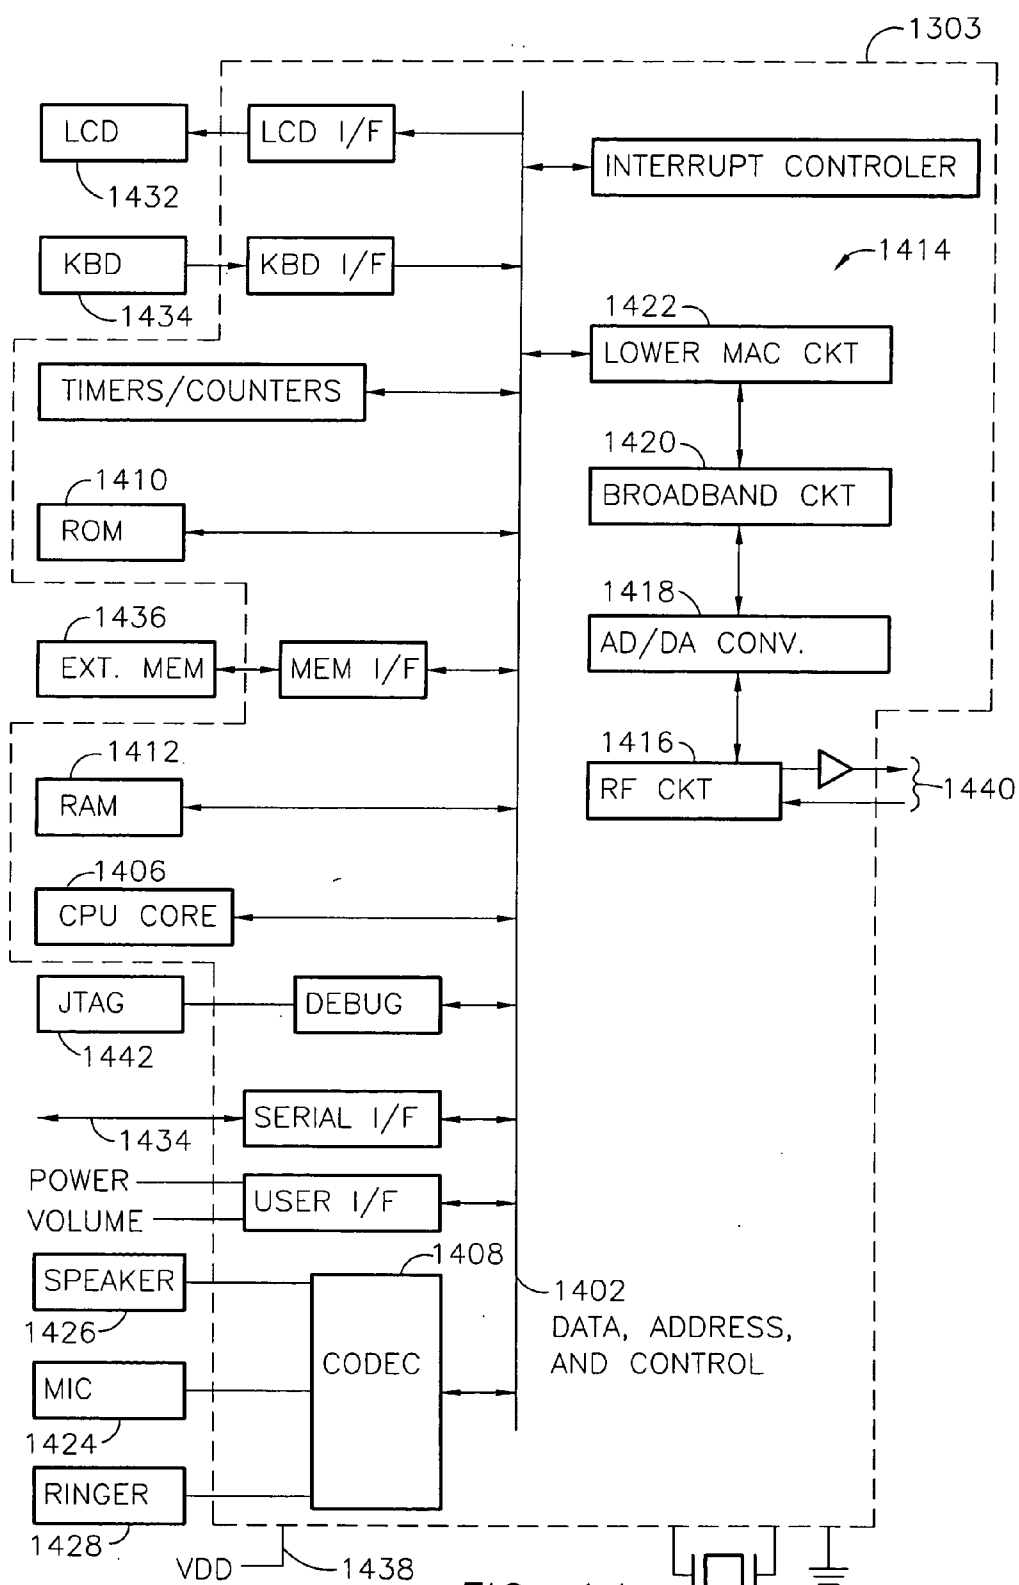 1303
LCD
LCD I/F
INTERRUPT CONTROLER
1432
1414
KBD
KBD I/F
1434
1422
LOWER MAC CKT
TIMERS/COUNTERS
1420
1410
BROADBAND CKT
ROM
1418
1436
AD/DA CONV.
EXT. MEM
MEM I/F
1412
1416
RF CKT
1440
RAM
1406
CPU CORE
JTAG
DEBUG
1442
SERIAL I/F
1434
POWER
USER I/F
VOLUME
1408
SPEAKER
1402
1426
DATA, ADDRESS,
AND CONTROL
CODEC
MIC
1424
RINGER
1428
VDD
1438